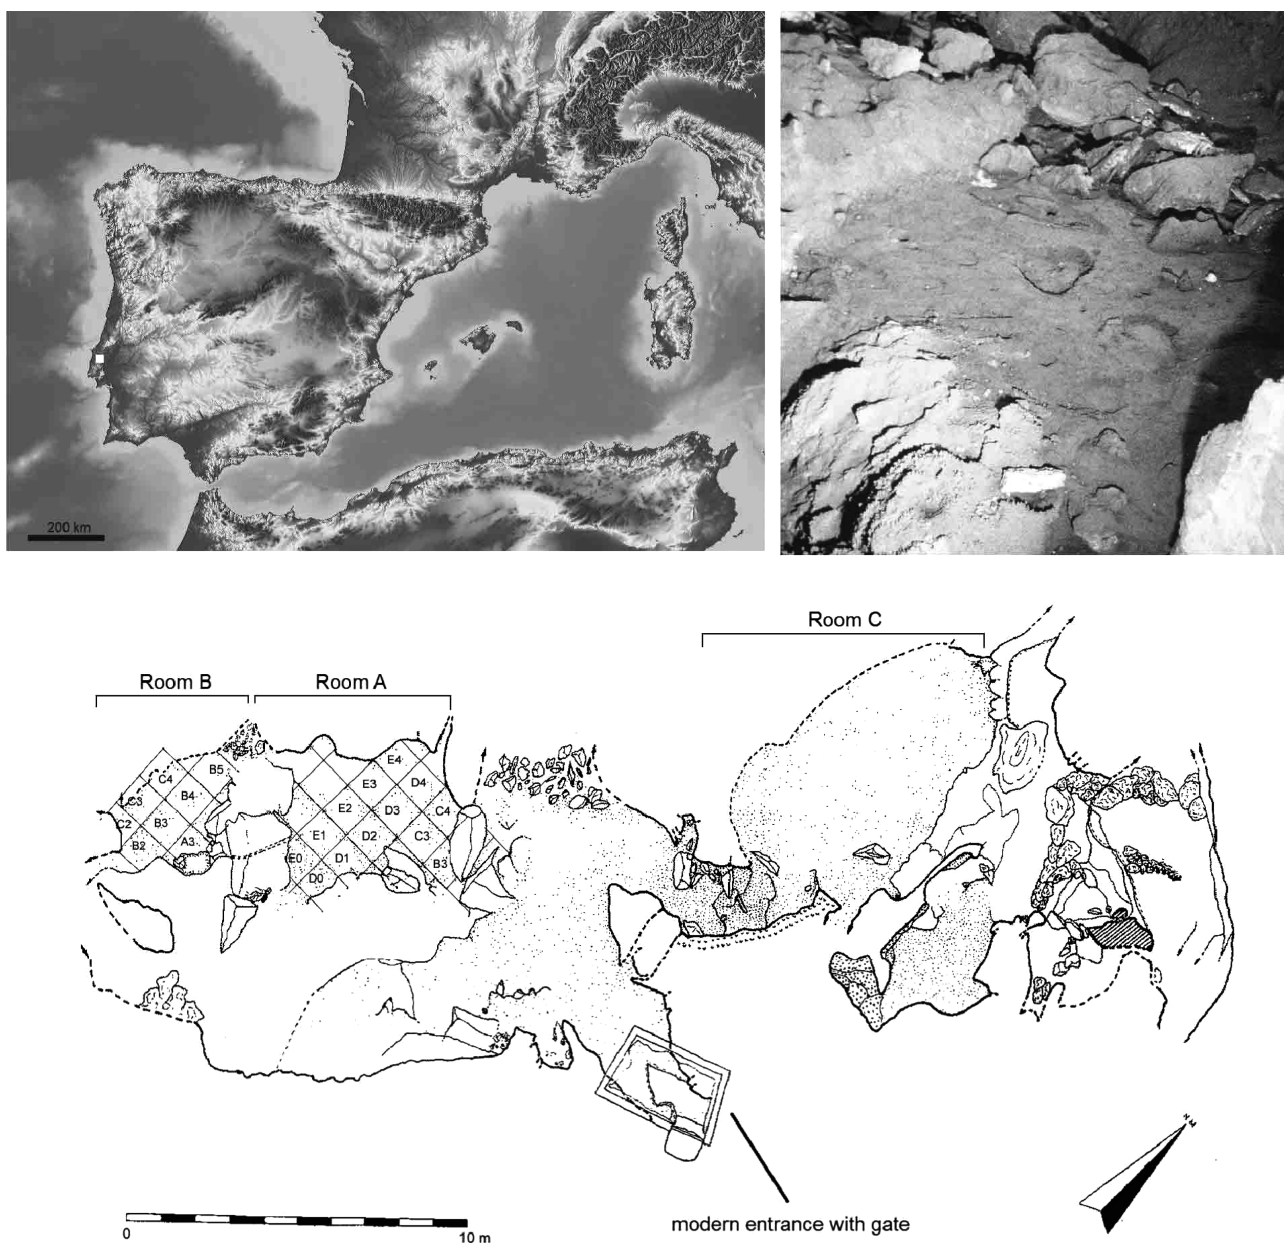 200 km
Room C
Room B
Room A
E4
B5
C4
E3
D4
C3
B4
E2
D3
C4
C2
B3
E1
D2
C3
B2
A3
E0
D1
B3
D0
N M
0
10 m
modern entrance with gate